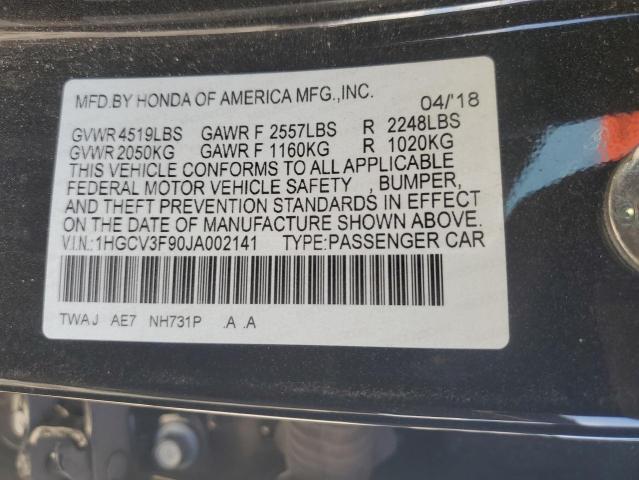 MFD.BY HONDA OF AMERICA MFG.,INC. 04/'18
GVWR 4519LBS GAWR F 2557LBS R 2248LBS
GVWR 2050KG GAWR F 1160KG R 1020KG
THIS VEHICLE CONFORMS TO ALL APPLICABLE
FEDERAL MOTOR VEHICLE SAFETY , BUMPER,
AND THEFT PREVENTION STANDARDS IN EFFECT
ON THE DATE OF MANUFACTURE SHOWN ABOVE.
V.I.N.:1HGCV3F90JA002141 TYPE:PASSENGER CAR
TWAJ AE7 NH731P .A .A